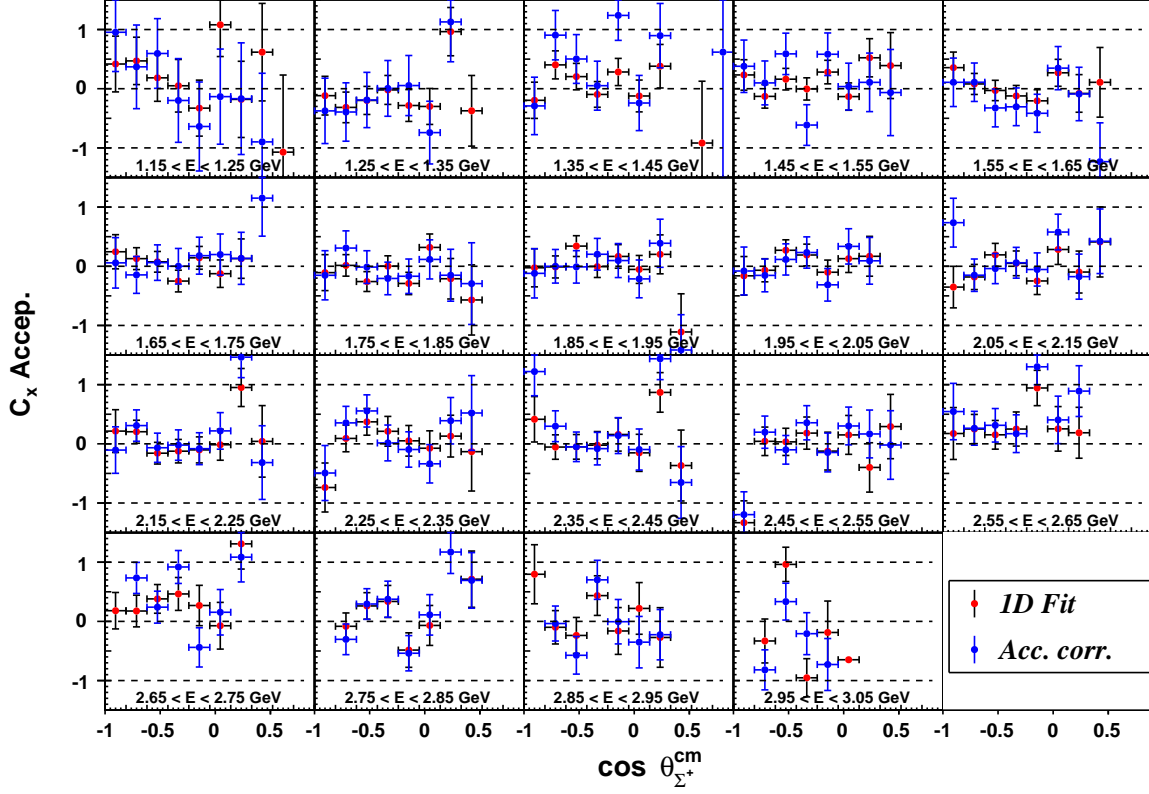 1
0
-1
1.15 < E < 1.25 GeV
1.25 < E < 1.35 GeV
1.35 < E < 1.45 GeV
1.45 < E < 1.55 GeV
1.55 < E < 1.65 GeV
1
0
-1
1.65 < E < 1.75 GeV
1.75 < E < 1.85 GeV
1.85 < E < 1.95 GeV
1.95 < E < 2.05 GeV
2.05 < E < 2.15 GeV
Cx Accep.
1
0
-1
2.15 < E < 2.25 GeV
2.25 < E < 2.35 GeV
2.35 < E < 2.45 GeV
2.45 < E < 2.55 GeV
2.55 < E < 2.65 GeV
1
0
-1
2.65 < E < 2.75 GeV
2.75 < E < 2.85 GeV
2.85 < E < 2.95 GeV
2.95 < E < 3.05 GeV
1D Fit
Acc. corr.
-1 -0.5 0 0.5 -1 -0.5 0 0.5 -1 -0.5 0 0.5 -1 -0.5 0 0.5 -1 -0.5 0 0.5
cos θ^cm_Σ+